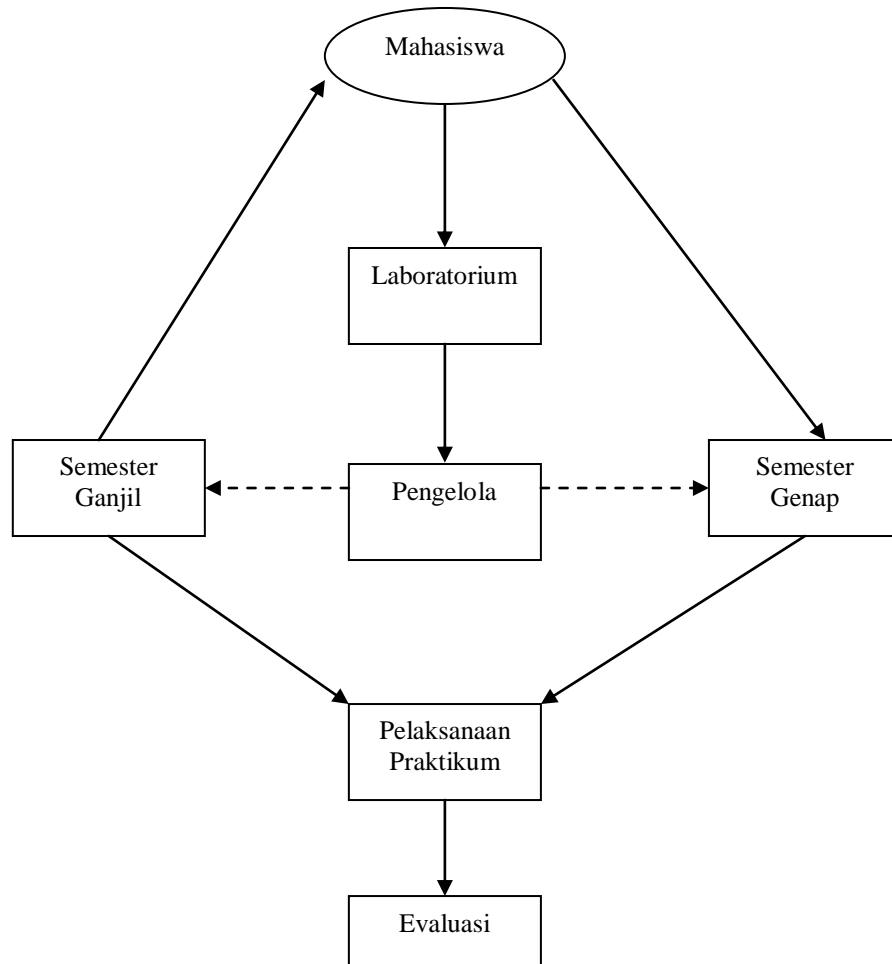 Mahasiswa
Laboratorium
Semester
Ganjil
Pengelola
Semester
Genap
Pelaksanaan
Praktikum
Evaluasi